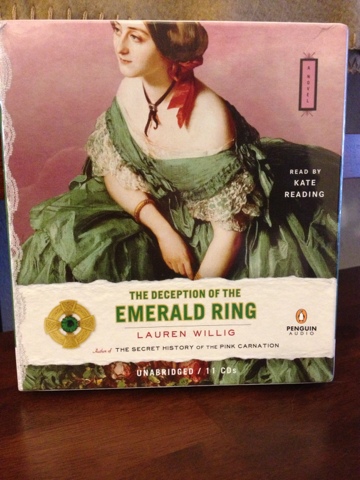 A NOVEL
READ BY
KATE
READING
THE DECEPTION OF THE
EMERALD RING
LAUREN WILLIG
Author of THE SECRET HISTORY OF THE PINK CARNATION
PENGUIN
AUDIO
UNABRIDGED / 11 CDs